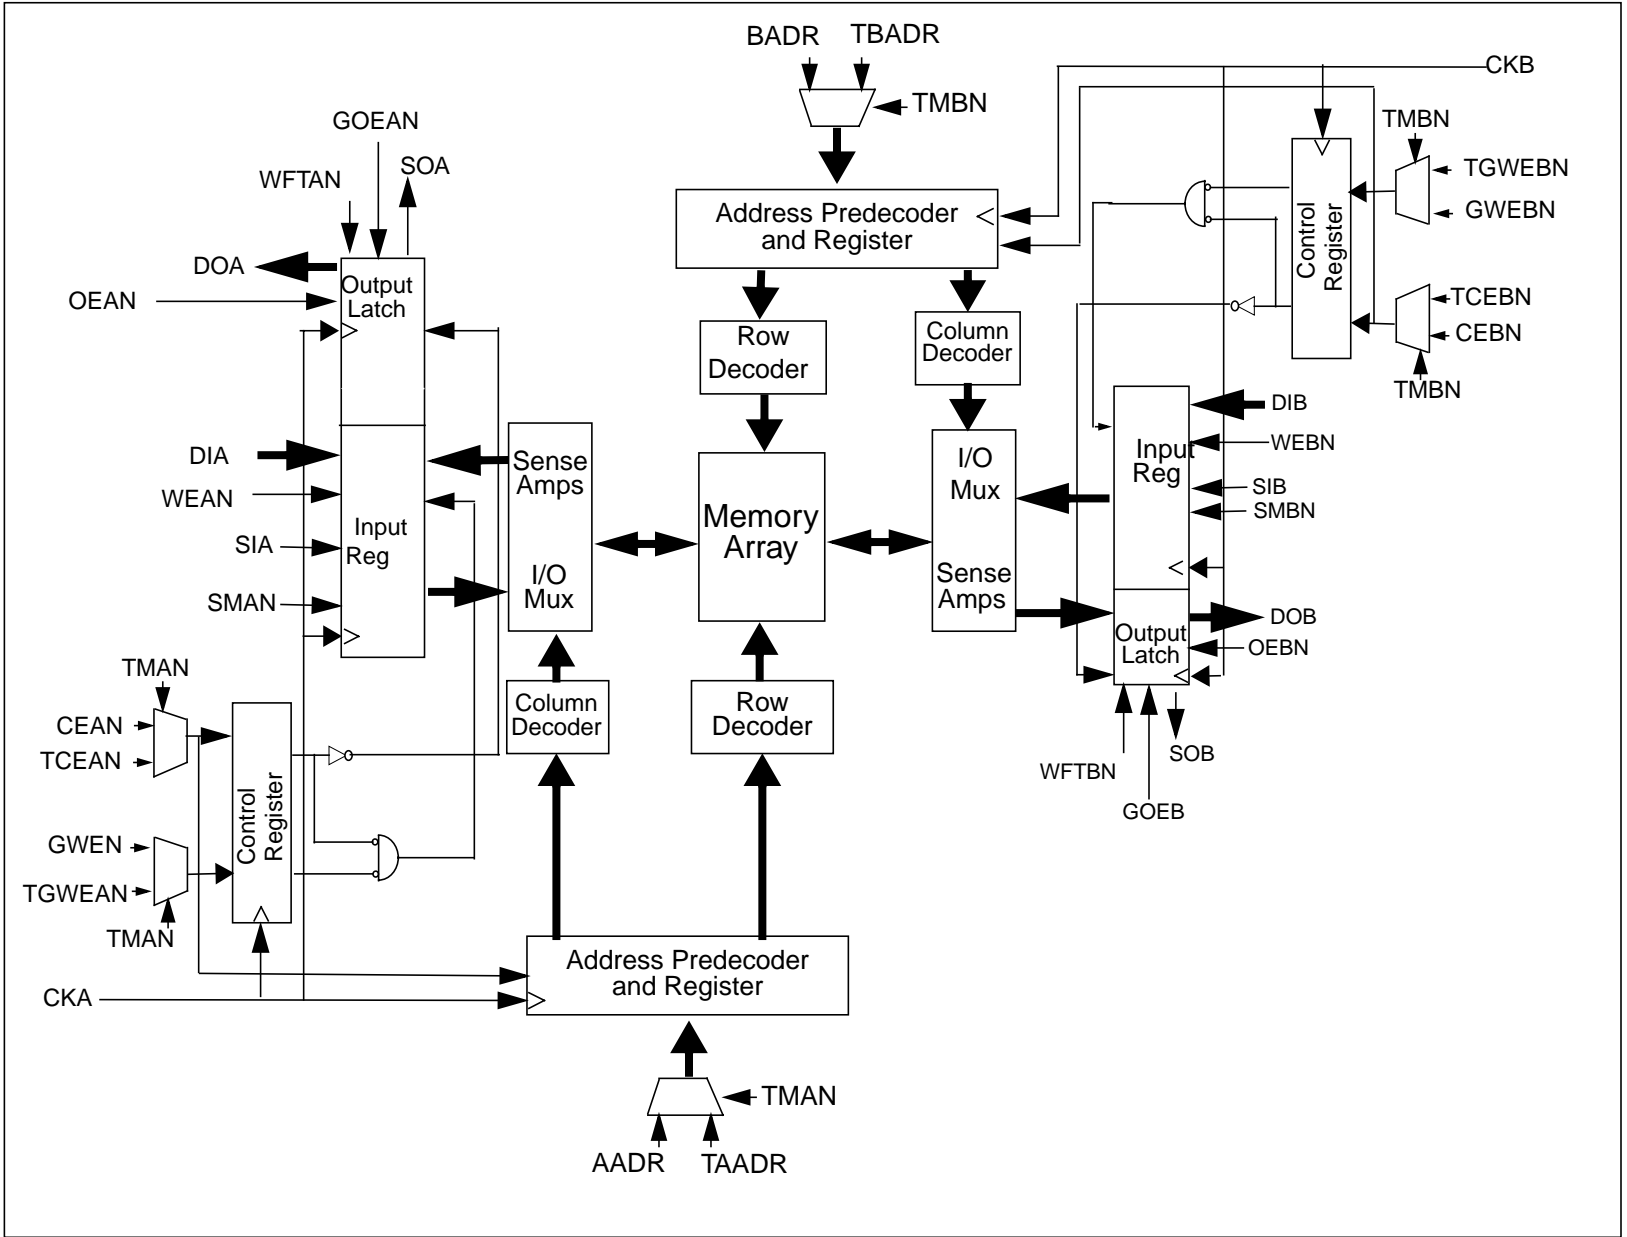 BADR TBADR
TMBN
CKB
GOEAN
WFTAN
SOA
DOA
OEAN
Output
Latch
Address Predecoder
and Register
TMBN
TGWEBN
GWEBN
Control
Register
TCEBN
CEBN
TMBN
Row
Decoder
Column
Decoder
DIA
WEAN
SIA
SMAN
Input
Reg
Sense
Amps
I/O
Mux
Memory
Array
I/O
Mux
Sense
Amps
Input
Reg
DIB
WEBN
SIB
SMBN
DOB
OEBN
Output
Latch
WFTBN
SOB
GOEB
TMAN
CEAN
TCEAN
GWEN
TGWEAN
TMAN
Control
Register
Column
Decoder
Row
Decoder
CKA
Address Predecoder
and Register
TMAN
AADR TAADR